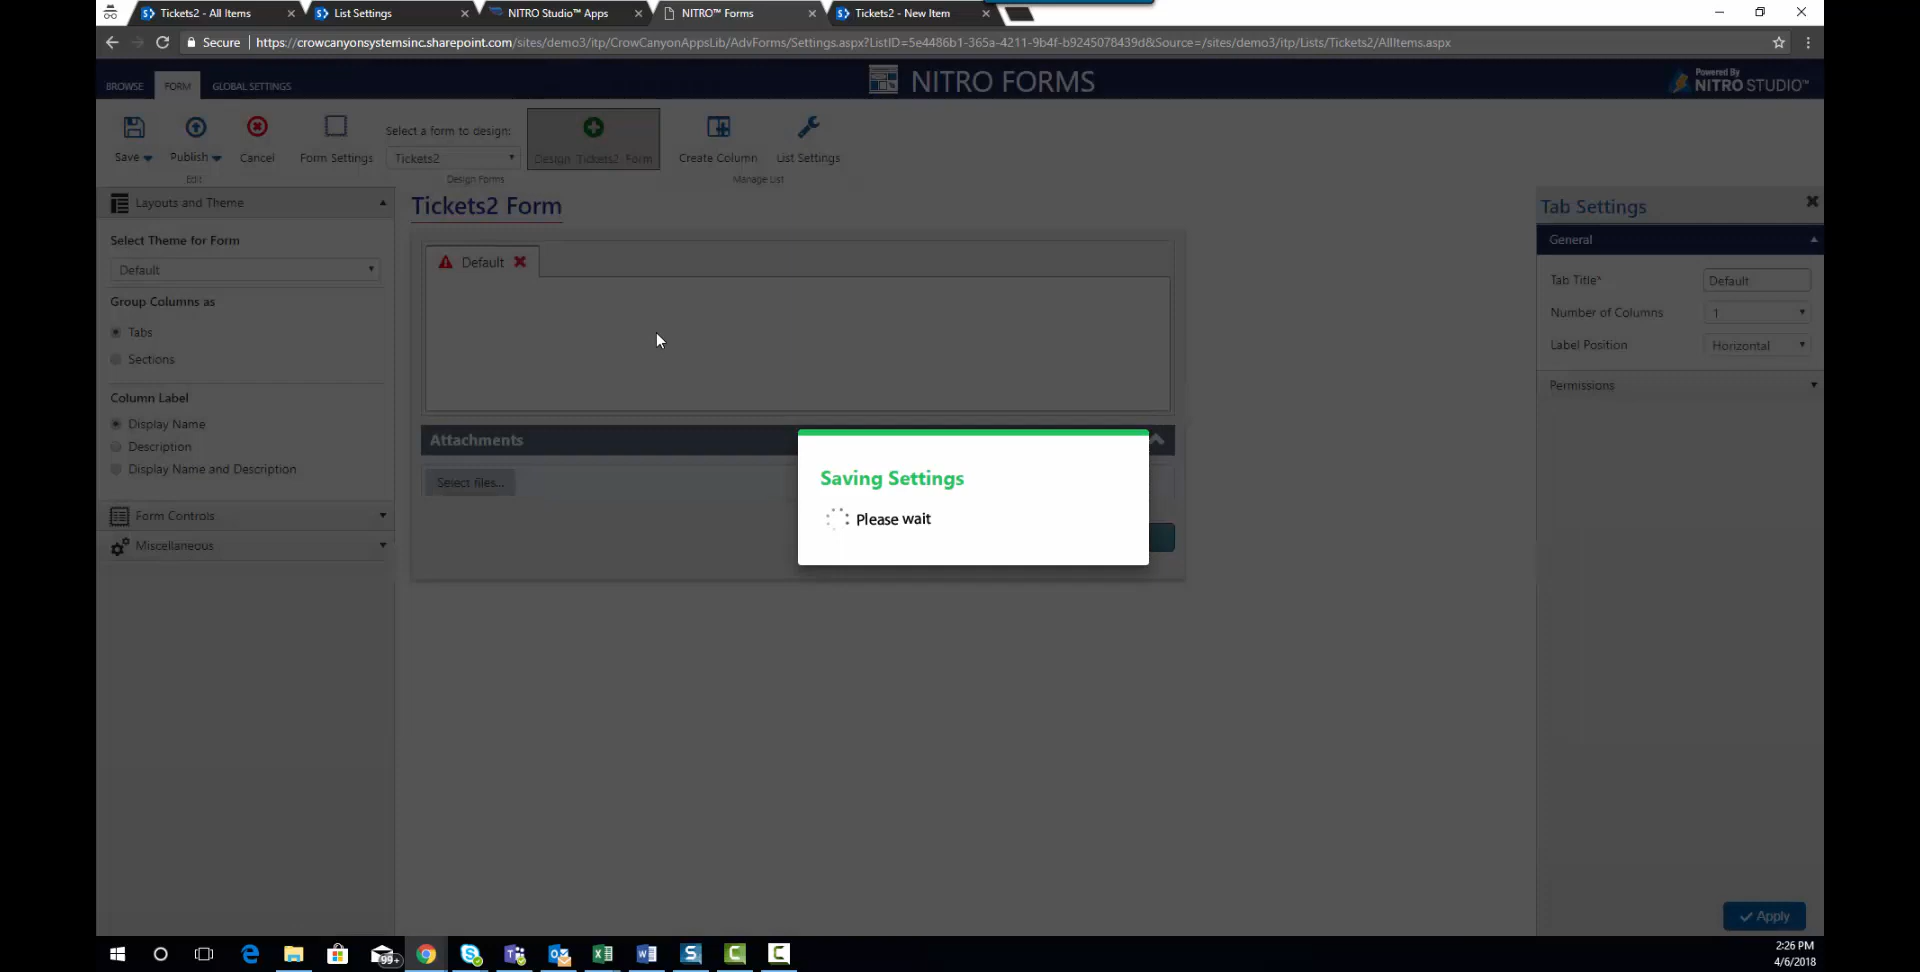 Tickets2 - All Items
List Settings
NITRO Studio™ Apps
NITRO™ Forms
Tickets2 - New Item
Secure
https://crowcanyonsystemsinc.sharepoint.com/sites/demo3/itp/CrowCanyonAppsLib/AdvForms/Settings.aspx?ListID=5e4486b1-365a-4211-9b4f-b9245078439d&Source=/sites/demo3/itp/Lists/Tickets2/AllItems.aspx
BROWSE
FORM
GLOBAL SETTINGS
NITRO FORMS
Powered By
NITRO STUDIO™
Save
Publish
Cancel
Form Settings
Select a form to design:
Tickets2
Design Tickets2 Form
Create Column
List Settings
Edit
Design Forms
Manage List
Layouts and Theme
Select Theme for Form
Default
Group Columns as
Tabs
Sections
Column Label
Display Name
Description
Display Name and Description
Form Controls
Miscellaneous
Tickets2 Form
Default
Attachments
Select files...
Saving Settings
Please wait
Tab Settings
General
Tab Title*
Default
Number of Columns
1
Label Position
Horizontal
Permissions
Apply
99+
2:26 PM
4/6/2018